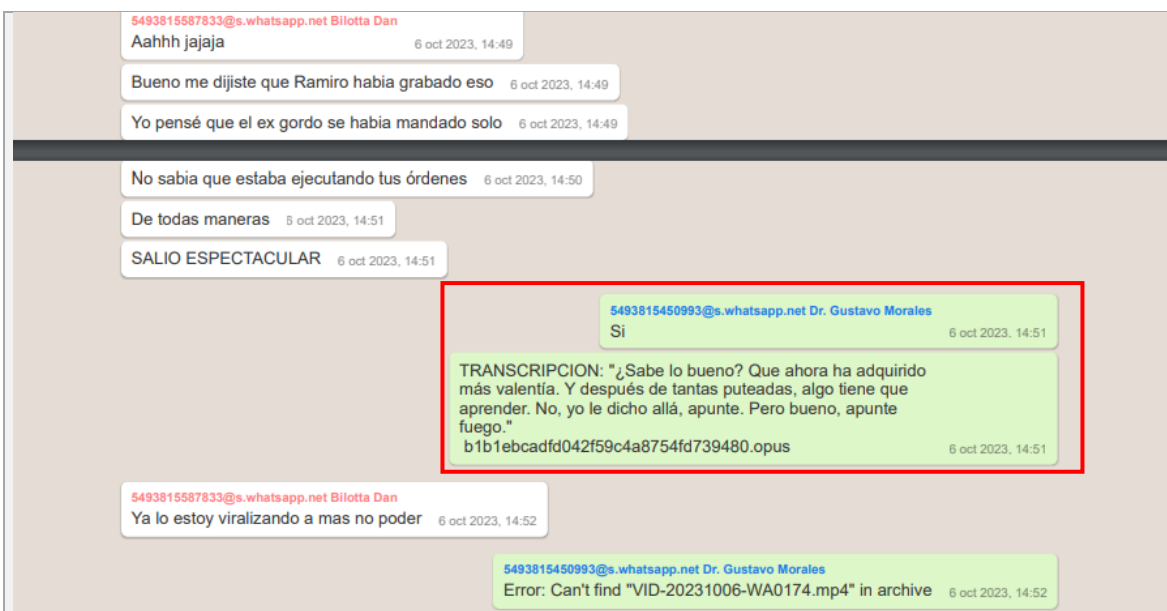 5493815587833@s.whatsapp.net Bilotta Dan
Aahhh jajaja 6 oct 2023, 14:49
Bueno me dijiste que Ramiro habia grabado eso 6 oct 2023, 14:49
Yo pensé que el ex gordo se habia mandado solo 6 oct 2023, 14:49
No sabia que estaba ejecutando tus órdenes 6 oct 2023, 14:50
De todas maneras 6 oct 2023, 14:51
SALIO ESPECTACULAR 6 oct 2023, 14:51
5493815450993@s.whatsapp.net Dr. Gustavo Morales
Si 6 oct 2023, 14:51
TRANSCRIPCION: "¿Sabe lo bueno? Que ahora ha adquirido
más valentía. Y después de tantas puteadas, algo tiene que
aprender. No, yo le dicho allá, apunte. Pero bueno, apunte
fuego."
b1b1ebcadfd042f59c4a8754fd739480.opus 6 oct 2023, 14:51
5493815587833@s.whatsapp.net Bilotta Dan
Ya lo estoy viralizando a mas no poder 6 oct 2023, 14:52
5493815450993@s.whatsapp.net Dr. Gustavo Morales
Error: Can't find "VID-20231006-WA0174.mp4" in archive 6 oct 2023, 14:52